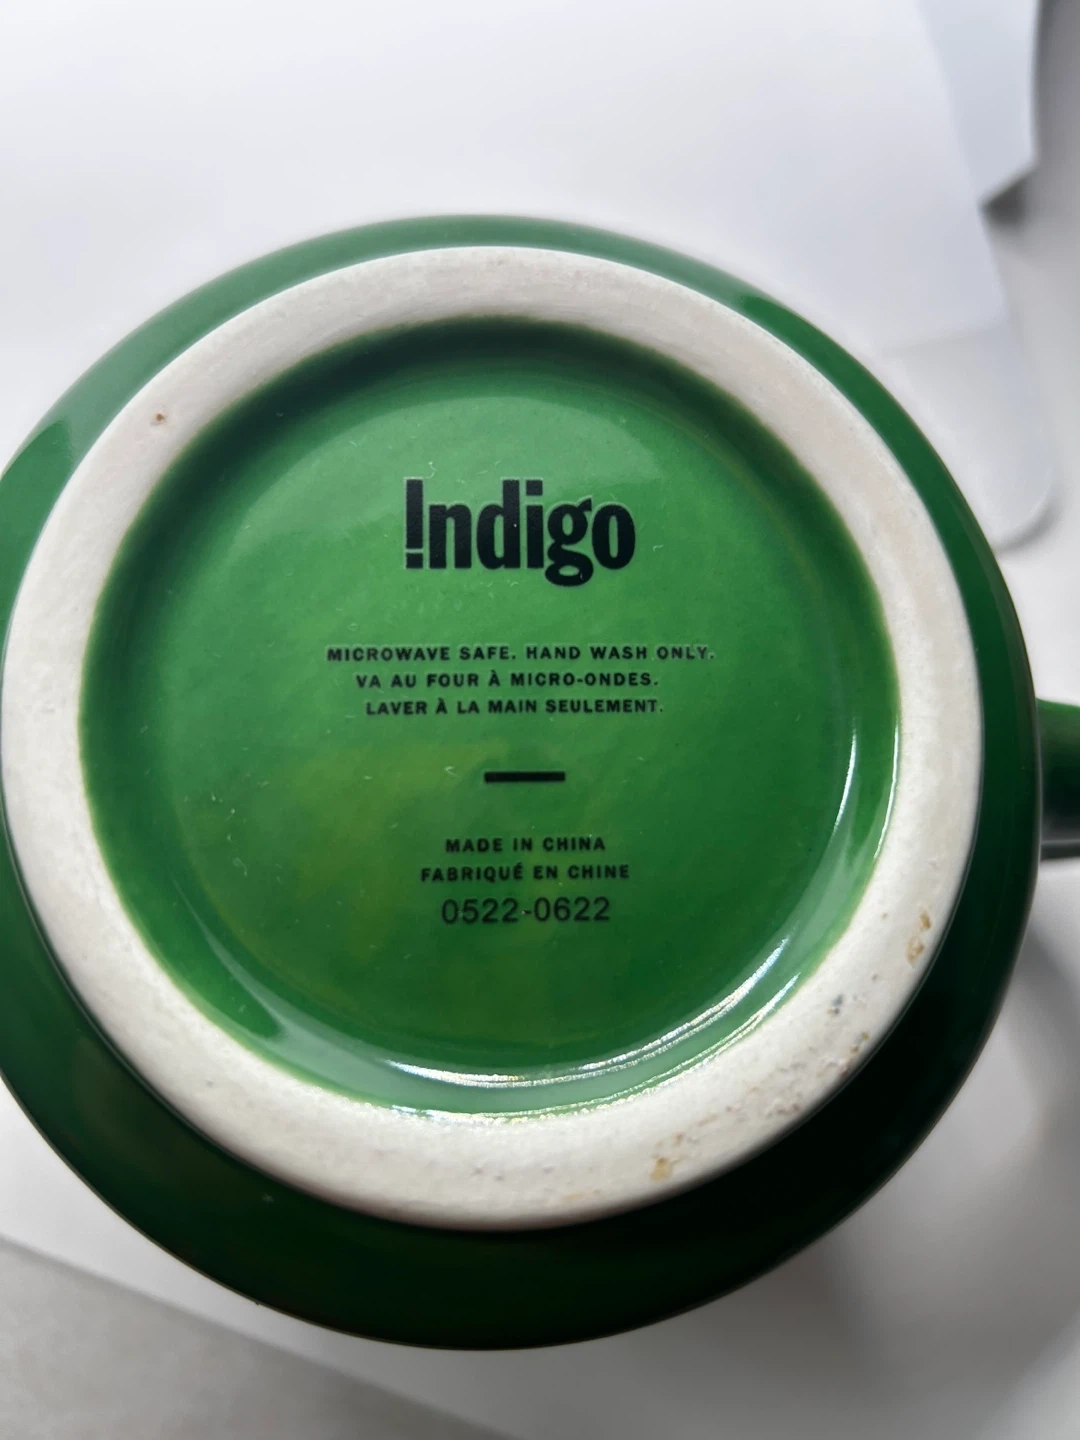 Indigo
MICROWAVE SAFE. HAND WASH ONLY.
VA AU FOUR À MICRO-ONDES.
LAVER À LA MAIN SEULEMENT.
MADE IN CHINA
FABRIQUÉ EN CHINE
0522-0622